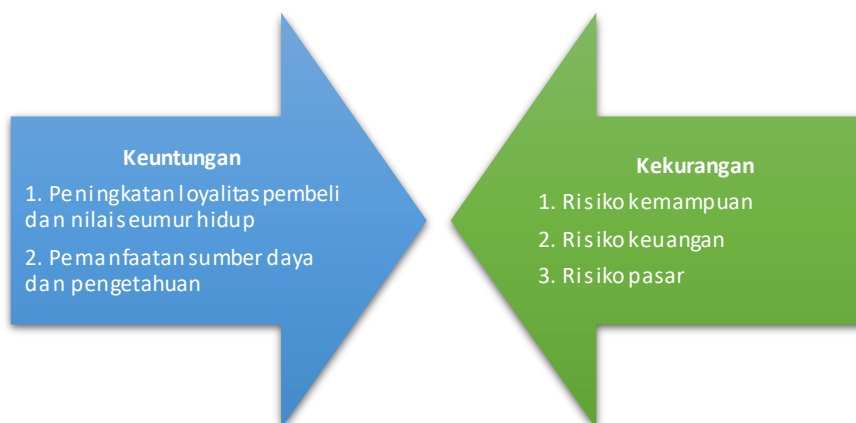 Keuntungan
1. Peningkatan loyalitas pembeli
dan nilai seumur hidup
2. Pemanfaatan sumber daya
dan pengetahuan
Kekurangan
1. Risiko kemampuan
2. Risiko keuangan
3. Risiko pasar